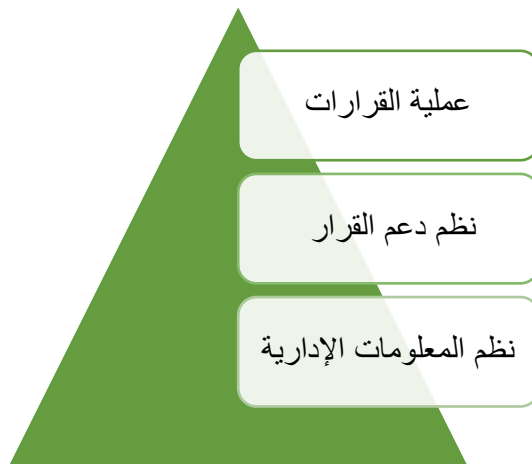 عملية القرارات
نظم دعم القرار
نظم المعلومات الإدارية